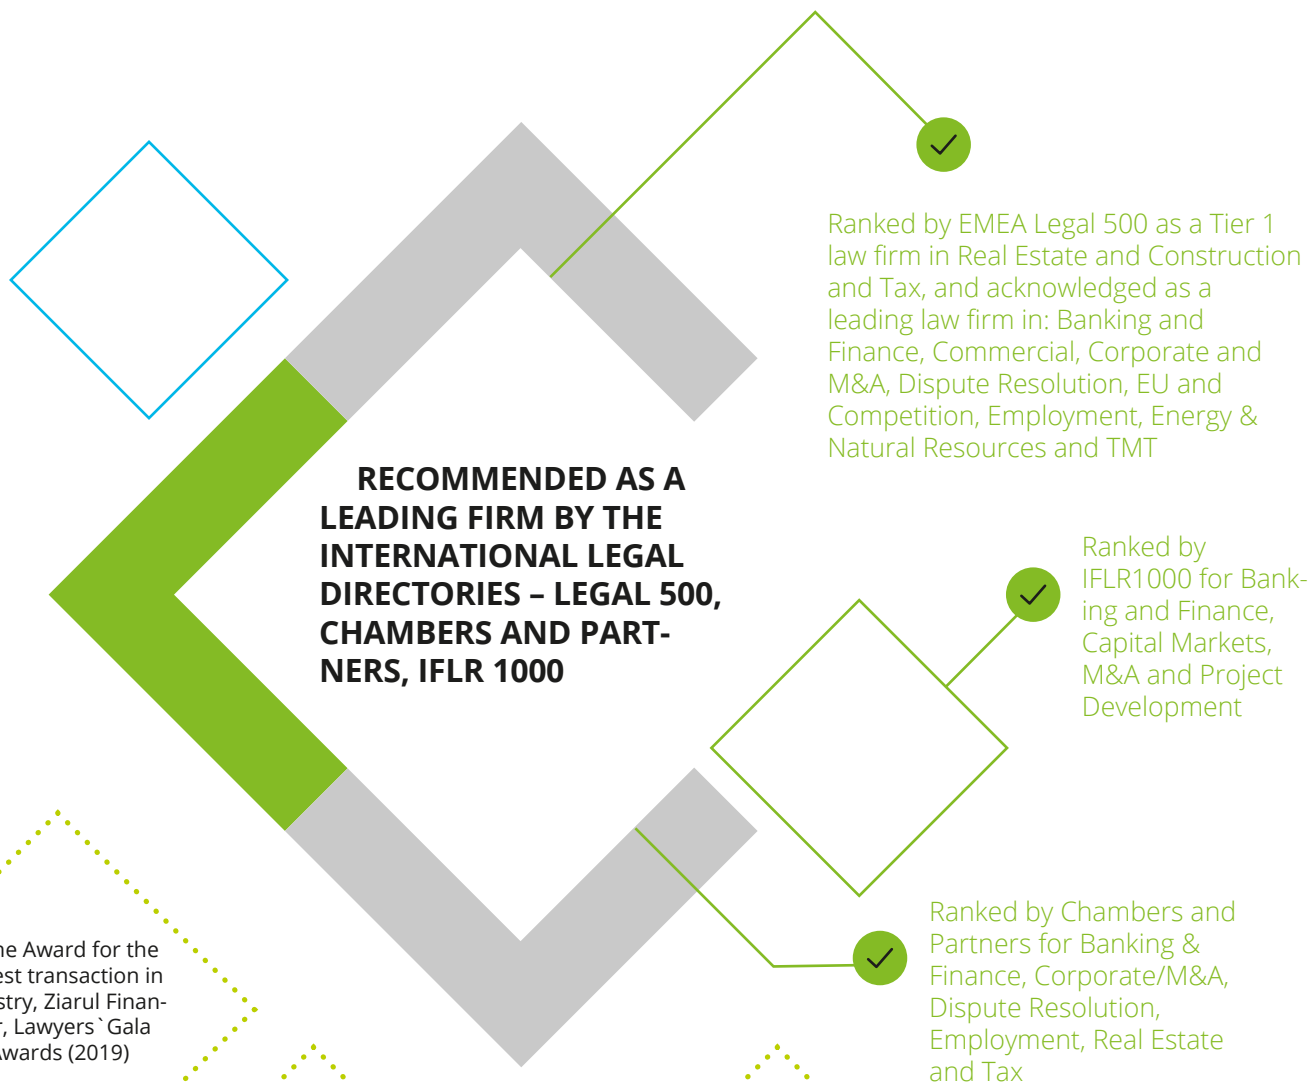 Ranked by EMEA Legal 500 as a Tier 1
law firm in Real Estate and Construction
and Tax, and acknowledged as a
leading law firm in: Banking and
Finance, Commercial, Corporate and
M&A, Dispute Resolution, EU and
Competition, Employment, Energy &
Natural Resources and TMT
RECOMMENDED AS A
LEADING FIRM BY THE
INTERNATIONAL LEGAL
DIRECTORIES – LEGAL 500,
CHAMBERS AND PART-
NERS, IFLR 1000
Ranked by
IFLR1000 for Bank-
ing and Finance,
Capital Markets,
M&A and Project
Development
Ranked by Chambers and
Partners for Banking &
Finance, Corporate/M&A,
Dispute Resolution,
Employment, Real Estate
and Tax
Award for the
transaction in
Ziarul Finan-
Lawyers`Gala
Awards (2019)